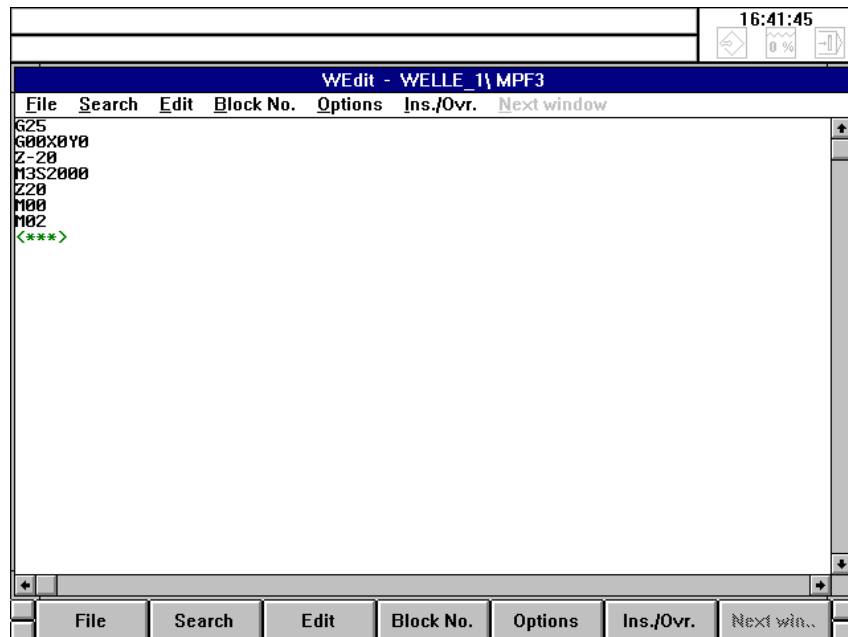 16:41:45
0 %
WEdit - WELLE_1\MPF3
File Search Edit Block No. Options Ins./Ovr. Next window
G25
G00X0Y0
Z-20
M3S2000
Z20
M00
M02
<***>
File Search Edit Block No. Options Ins./Ovr. Next win..